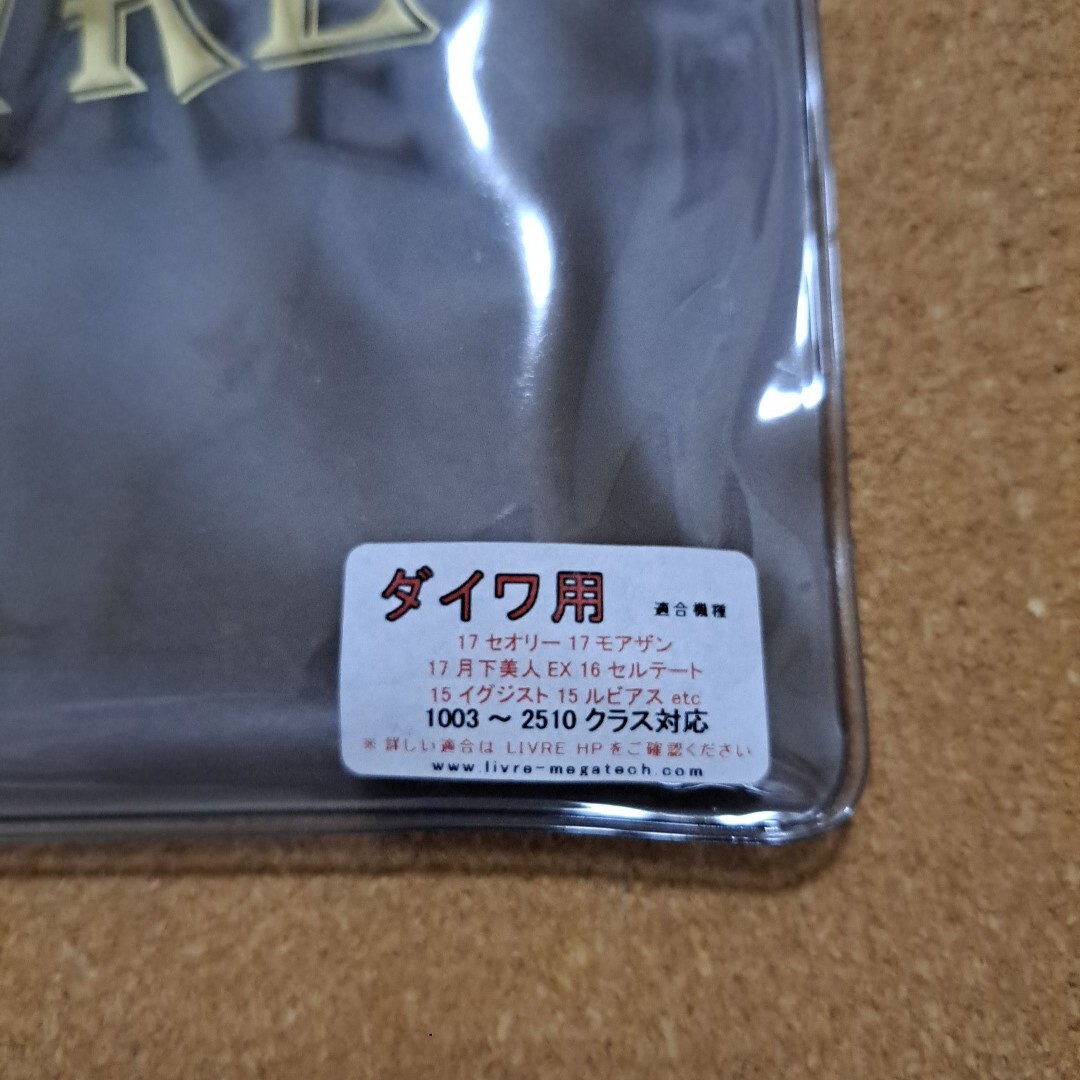 VRE
ダイワ用 適合機種
17 セオリー 17 モアザン
17 月下美人 EX 16 セルテート
15 イグジスト 15 ルビアス etc
1003 ～ 2510 クラス対応
※ 詳しい適合は LIVRE HP をご確認ください
www.livre-megatech.com